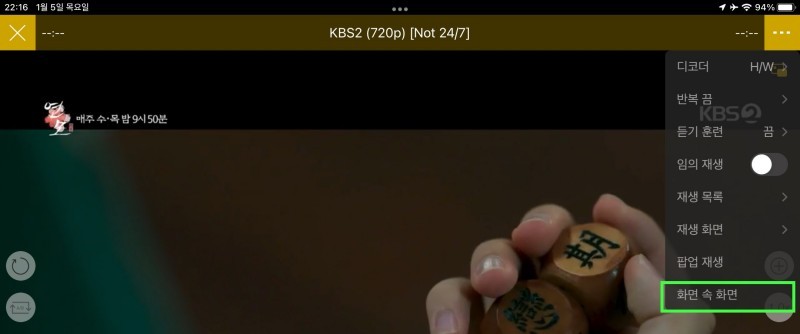 22:16 1월 5일 목요일
94%
--:--
KBS2 (720p) [Not 24/7]
--:--
디코더 H/W
연모 매주 수·목 밤 9시 50분
반복 끔
KBS2
듣기 훈련 끔
임의 재생
재생 목록
재생 화면
期
팝업 재생
화면 속 화면